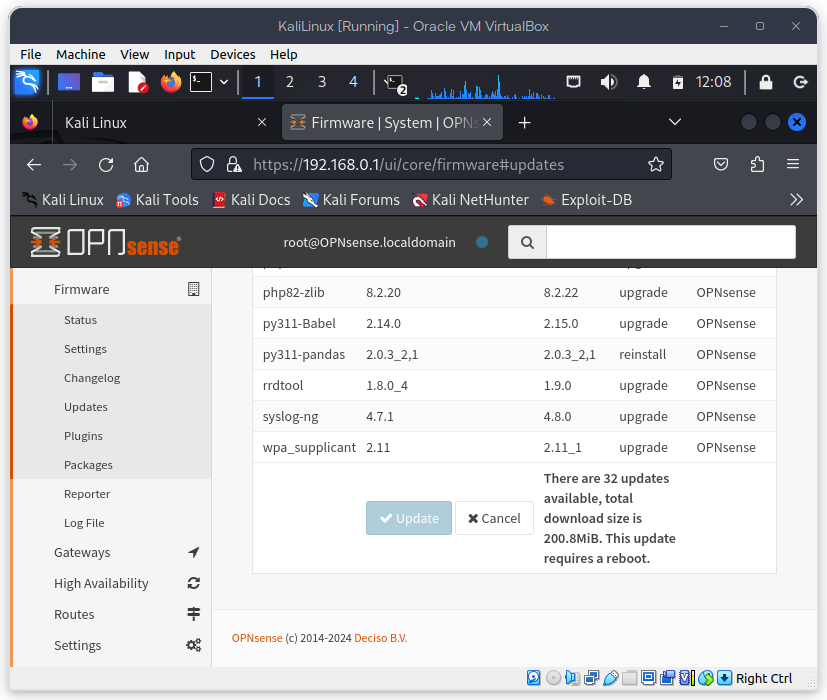 KaliLinux [Running] - Oracle VM VirtualBox
File Machine View Input Devices Help
1 2 3 4 2 12:08
Kali Linux Firewall
Firmware | System | OPNs
https://192.168.0.1/ui/core/firmware#updates
Kali Linux Kali Tools Kali Docs Kali Forums Kali NetHunter Exploit-DB
OPNsense root@OPNsense.localdomain
Firmware
Status
Settings
Changelog
Updates
Plugins
Packages
Reporter
Log File
Gateways
High Availability
Routes
Settings
php82-zlib 8.2.20 8.2.22 upgrade OPNsense
py311-Babel 2.14.0 2.15.0 upgrade OPNsense
py311-pandas 2.0.3_2,1 2.0.3_2,1 reinstall OPNsense
rrdtool 1.8.0_4 1.9.0 upgrade OPNsense
syslog-ng 4.7.1 4.8.0 upgrade OPNsense
wpa_supplicant 2.11 2.11_1 upgrade OPNsense
Update Cancel
There are 32 updates
available, total
download size is
200.8MiB. This update
requires a reboot.
OPNsense (c) 2014-2024 Deciso B.V.
Right Ctrl